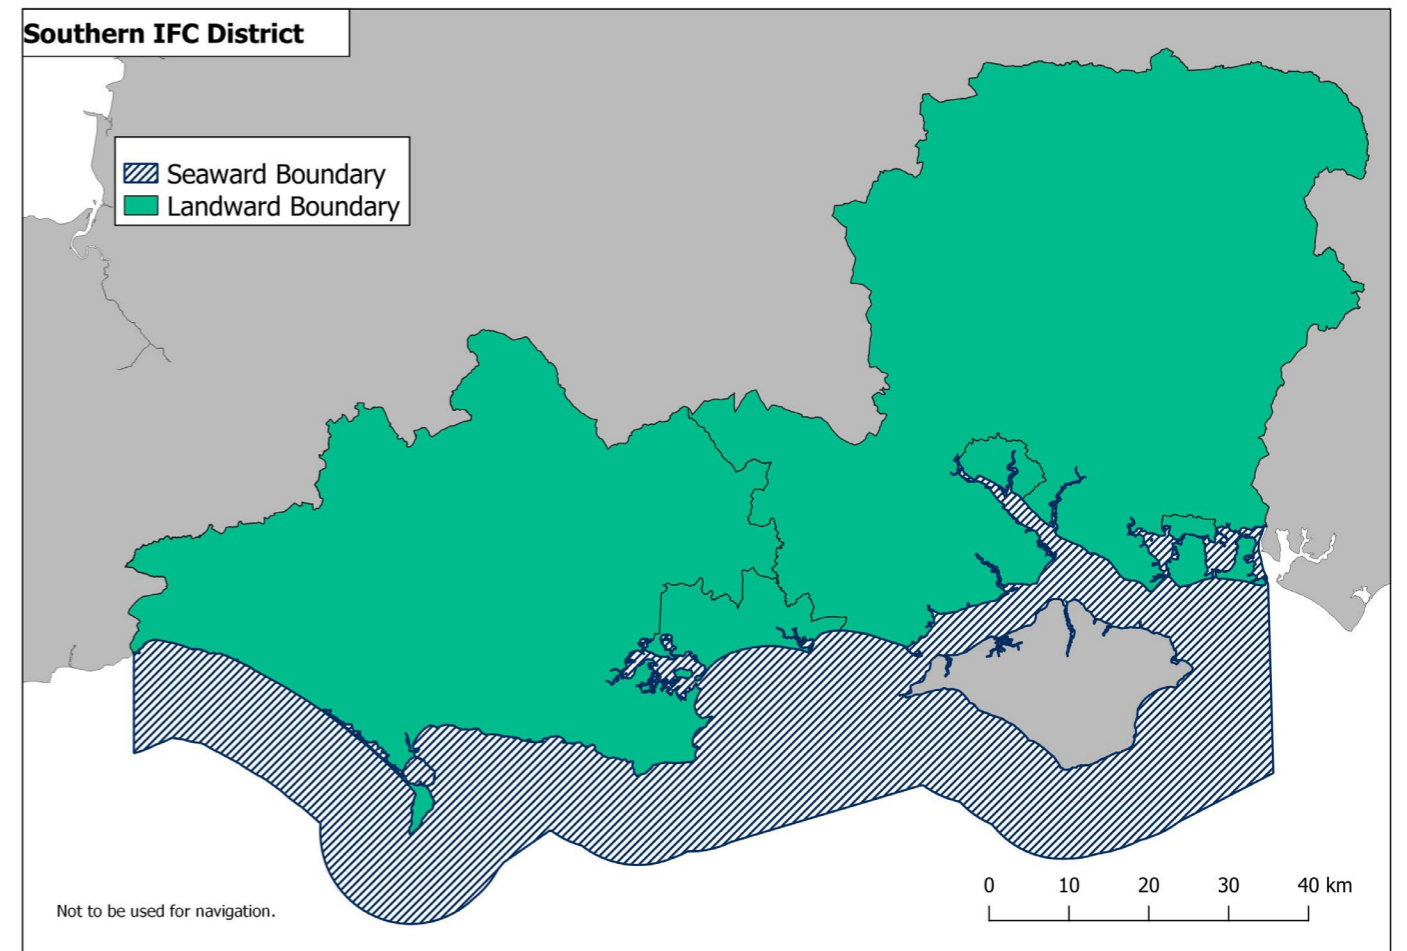 Southern IFC District
Seaward Boundary
Landward Boundary
Not to be used for navigation.
0 10 20 30 40 km